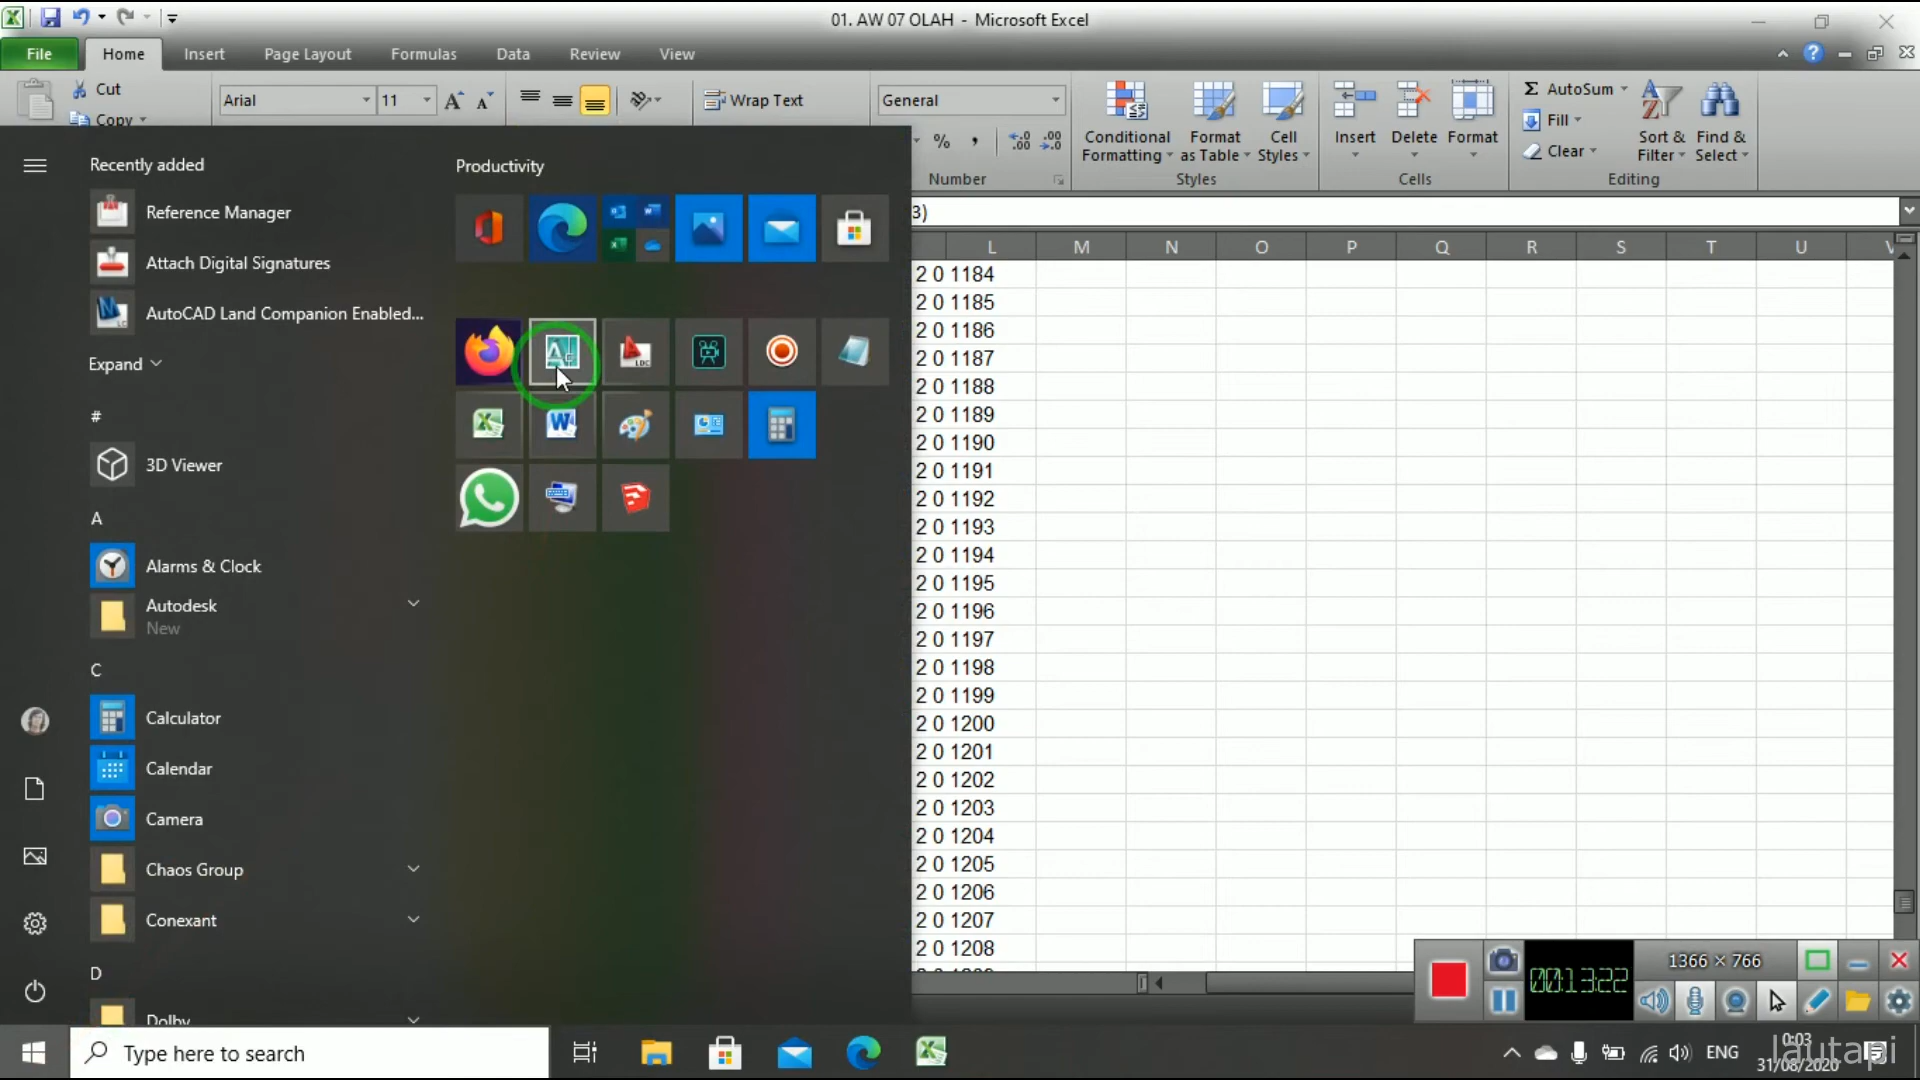 01. AW 07 OLAH - Microsoft Excel
File
Home
Insert
Page Layout
Formulas
Data
Review
View
Cut
Copy
Arial
11
Wrap Text
General
%
,
Number
Conditional
Formatting
Format
as Table
Cell
Styles
Styles
Insert
Delete
Format
Cells
AutoSum
Fill
Clear
Sort &
Filter
Find &
Select
Editing
3)
L
M
N
O
P
Q
R
S
T
U
V
2 0 1184
2 0 1185
2 0 1186
2 0 1187
2 0 1188
2 0 1189
2 0 1190
2 0 1191
2 0 1192
2 0 1193
2 0 1194
2 0 1195
2 0 1196
2 0 1197
2 0 1198
2 0 1199
2 0 1200
2 0 1201
2 0 1202
2 0 1203
2 0 1204
2 0 1205
2 0 1206
2 0 1207
2 0 1208
Recently added
Reference Manager
Attach Digital Signatures
AutoCAD Land Companion Enabled...
Expand
#
3D Viewer
A
Alarms & Clock
Autodesk
New
C
Calculator
Calendar
Camera
Chaos Group
Conexant
D
Dolby
Productivity
1366 × 766
00:13:22
Type here to search
ENG
0:03
31/08/2020
lautapi